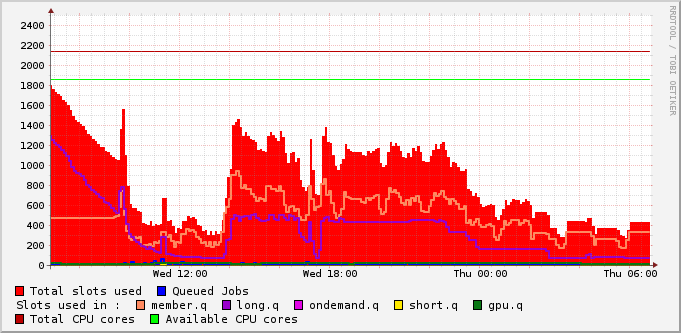 2400
2200
2000
1800
1600
1400
1200
1000
800
600
400
200
0
Wed 12:00 Wed 18:00 Thu 00:00 Thu 06:00
RRDTOOL / TOBI OETIKER
Total slots used Queued Jobs
Slots used in : member.q long.q ondemand.q short.q gpu.q
Total CPU cores Available CPU cores